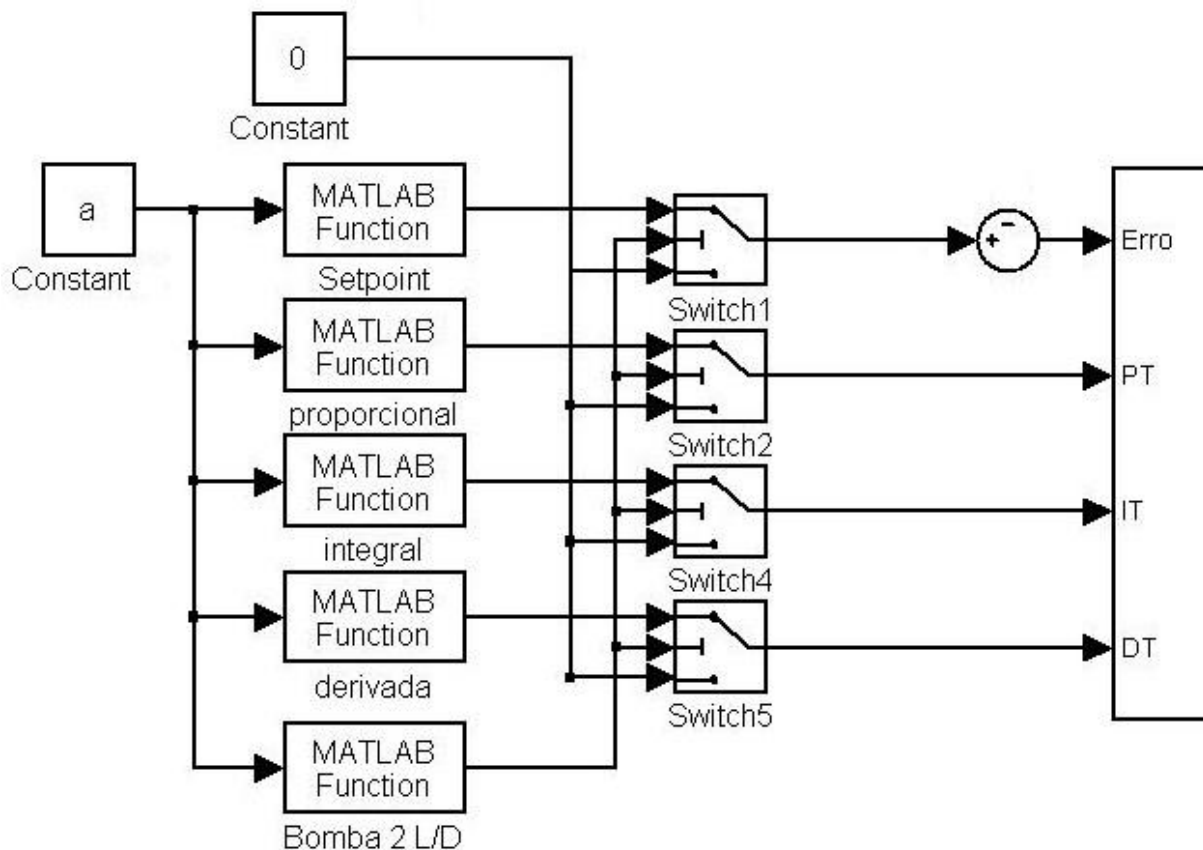 0
Constant
a
Constant
MATLAB
Function
Setpoint
Switch1
+
-
Erro
MATLAB
Function
proporcional
Switch2
PT
MATLAB
Function
integral
Switch4
IT
MATLAB
Function
derivada
Switch5
DT
MATLAB
Function
Bomba 2 L/D